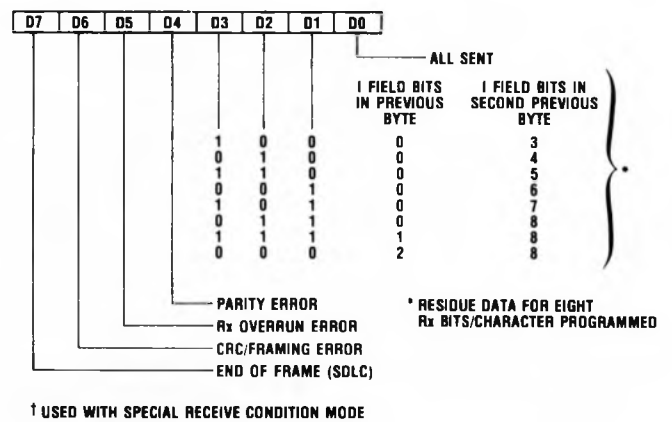 D7 D6 D5 D4 D3 D2 D1 D0
ALL SENT
I FIELD BITS IN PREVIOUS BYTE
I FIELD BITS IN SECOND PREVIOUS BYTE
1 0 0 0 3
0 1 0 0 4
1 1 0 0 5
0 0 1 0 6
1 0 1 0 7
0 1 1 0 8
1 1 1 1 8
0 0 0 2 8
*
PARITY ERROR
Rx OVERRUN ERROR
CRC/FRAMING ERROR
END OF FRAME (SDLC)
* RESIDUE DATA FOR EIGHT
Rx BITS/CHARACTER PROGRAMMED
† USED WITH SPECIAL RECEIVE CONDITION MODE